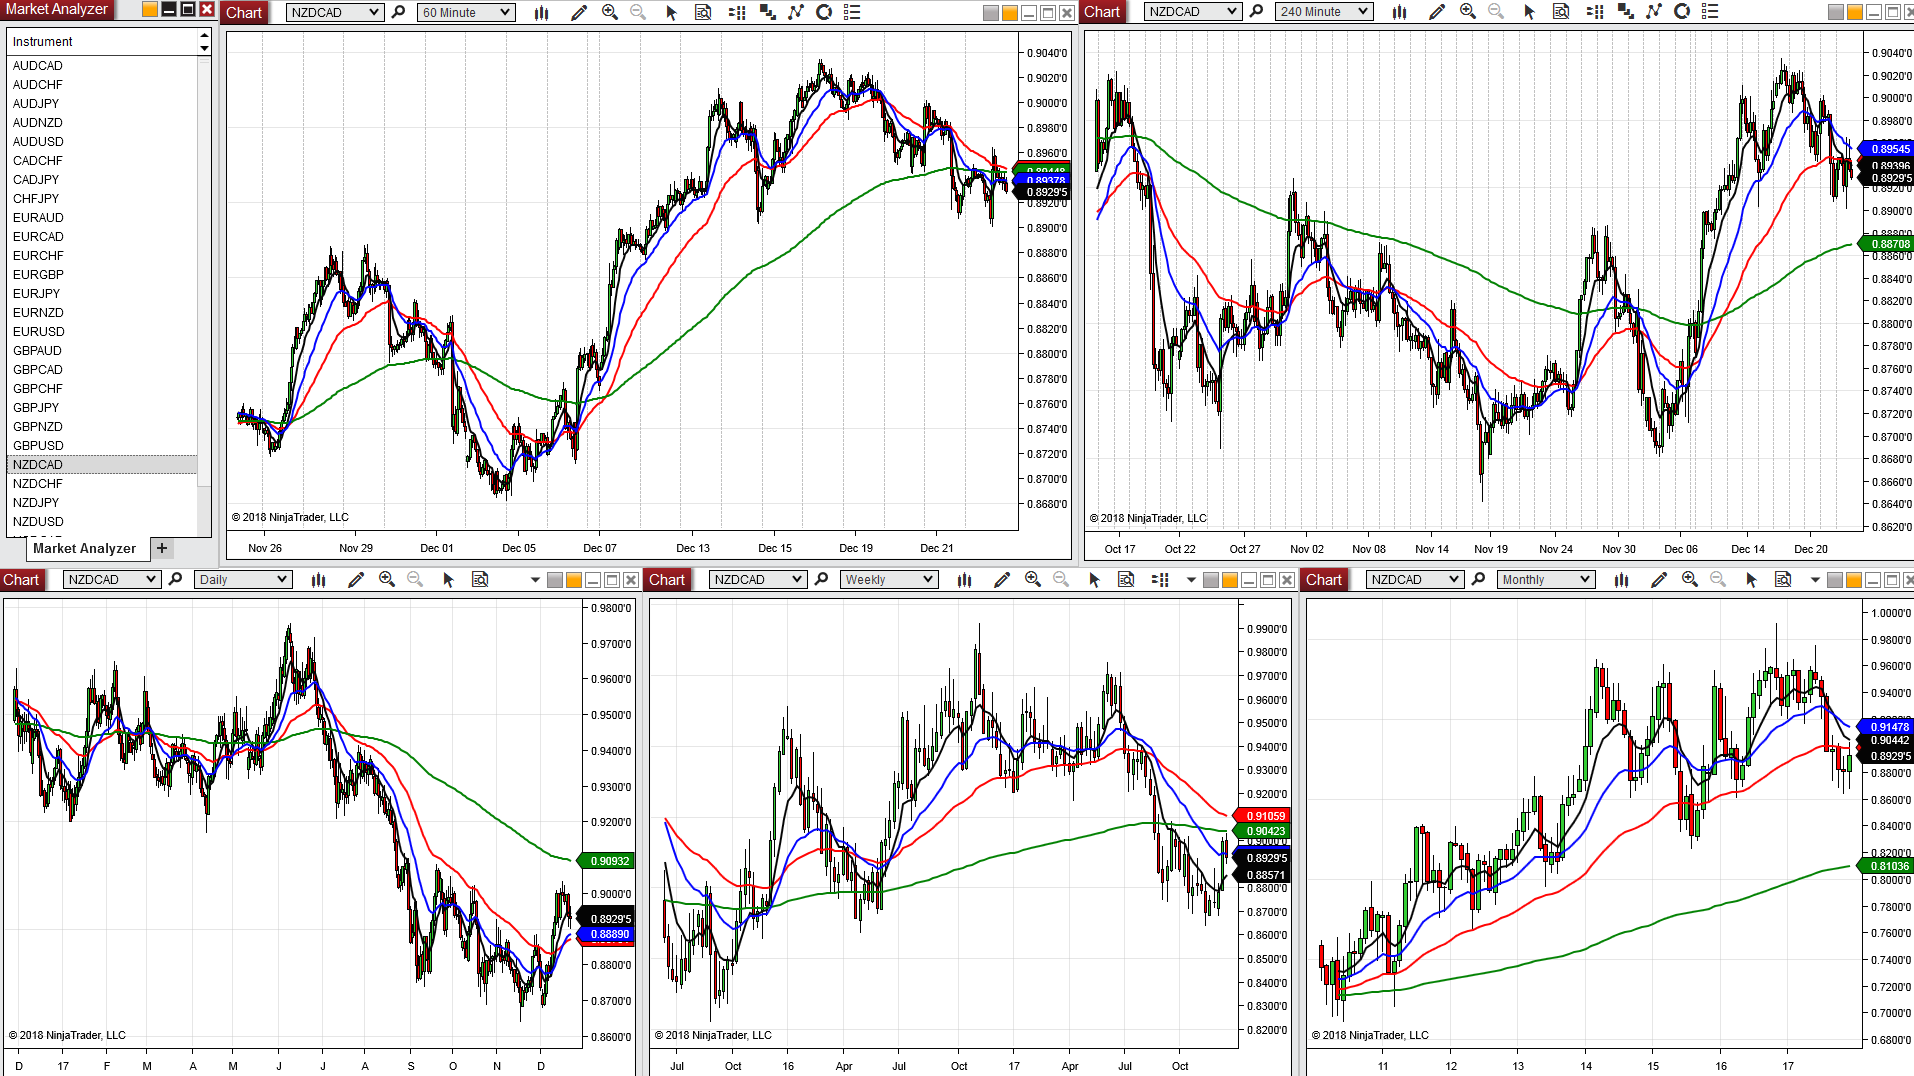 Market Analyzer
Instrument
AUDCAD
AUDCHF
AUDJPY
AUDNZD
AUDUSD
CADCHF
CADJPY
CHFJPY
EURAUD
EURCAD
EURCHF
EURGBP
EURJPY
EURNZD
EURUSD
GBPAUD
GBPCAD
GBPCHF
GBPJPY
GBPNZD
GBPUSD
NZDCAD
NZDCHF
NZDJPY
NZDUSD
Market Analyzer +
Chart NZDCAD 60 Minute
0.9040'0
0.9020'0
0.9000'0
0.8980'0
0.8960'0
0.89378
0.8929'5
0.8920'0
0.8900'0
0.8880'0
0.8860'0
0.8840'0
0.8820'0
0.8800'0
0.8780'0
0.8760'0
0.8740'0
0.8720'0
0.8700'0
0.8680'0
© 2018 NinjaTrader, LLC
Nov 26 Nov 29 Dec 01 Dec 05 Dec 07 Dec 13 Dec 15 Dec 19 Dec 21
Chart NZDCAD 240 Minute
0.9040'0
0.9020'0
0.9000'0
0.8980'0
0.89545
0.89396
0.8929'5
0.8920'0
0.8900'0
0.8880'0
0.88708
0.8860'0
0.8840'0
0.8820'0
0.8800'0
0.8780'0
0.8760'0
0.8740'0
0.8720'0
0.8700'0
0.8680'0
0.8660'0
0.8640'0
0.8620'0
© 2018 NinjaTrader, LLC
Oct 17 Oct 22 Oct 27 Nov 02 Nov 08 Nov 14 Nov 19 Nov 24 Nov 30 Dec 06 Dec 14 Dec 20
Chart NZDCAD Daily
0.9800'0
0.9700'0
0.9600'0
0.9500'0
0.9400'0
0.9300'0
0.9200'0
0.90932
0.9000'0
0.8929'5
0.88890
0.8800'0
0.8700'0
0.8600'0
© 2018 NinjaTrader, LLC
D 17 F M A M J J A S O N D
Chart NZDCAD Weekly
0.9900'0
0.9800'0
0.9700'0
0.9600'0
0.9500'0
0.9400'0
0.9300'0
0.9200'0
0.91059
0.90423
0.8929'5
0.88571
0.8800'0
0.8700'0
0.8600'0
0.8500'0
0.8400'0
0.8300'0
0.8200'0
© 2018 NinjaTrader, LLC
Jul Oct 16 Apr Jul Oct 17 Apr Jul Oct
Chart NZDCAD Monthly
1.0000'0
0.9800'0
0.9600'0
0.9400'0
0.91478
0.90442
0.8929'5
0.8800'0
0.8600'0
0.8400'0
0.8200'0
0.81036
0.8000'0
0.7800'0
0.7600'0
0.7400'0
0.7200'0
0.7000'0
0.6800'0
© 2018 NinjaTrader, LLC
11 12 13 14 15 16 17